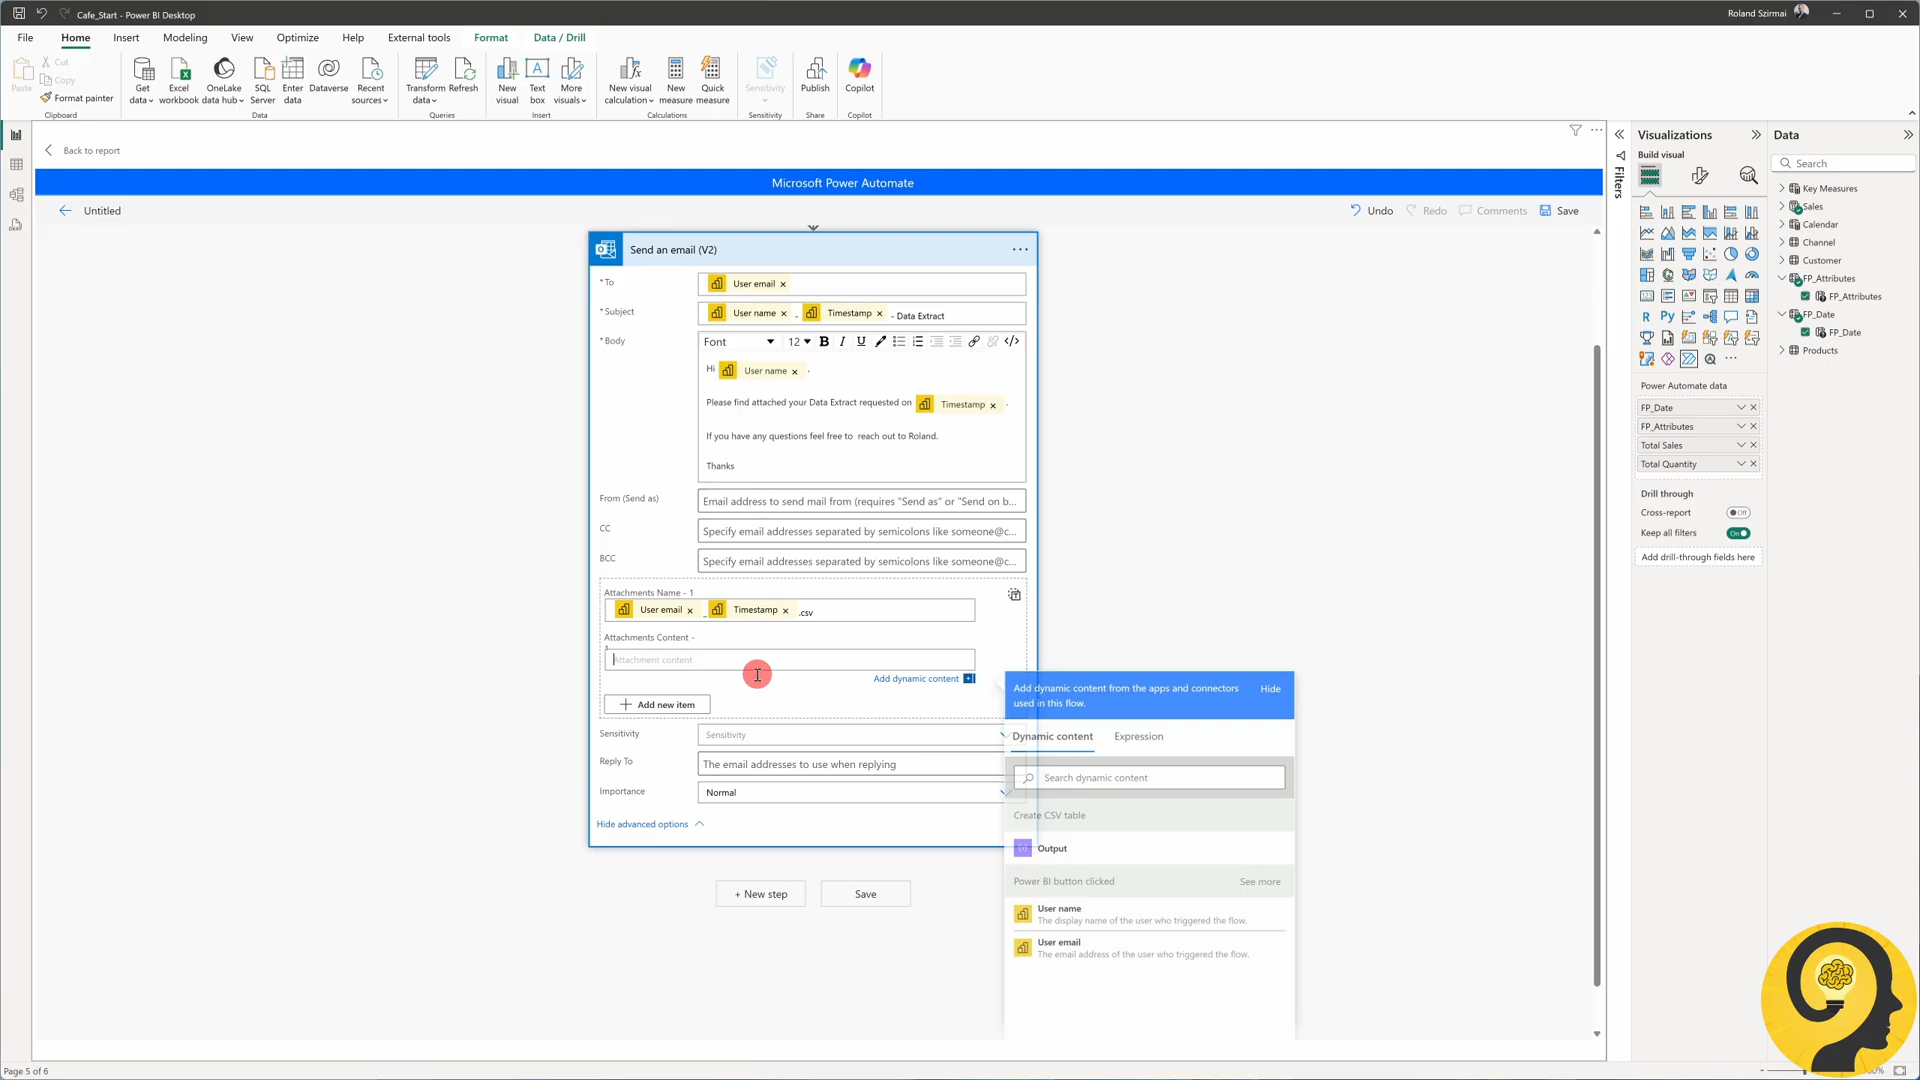 Cafe_Start - Power BI Desktop
Roland Szirmai
File Home Insert Modeling View Optimize Help External tools Format Data / Drill
Paste
Cut
Copy
Format painter
Clipboard
Get data
Excel workbook
OneLake data hub
SQL Server
Enter data
Dataverse
Recent sources
Data
Transform data
Refresh
Queries
New visual
Text box
More visuals
Insert
New visual calculation
New measure
Quick measure
Calculations
Sensitivity
Sensitivity
Publish
Share
Copilot
Copilot
Back to report
Microsoft Power Automate
Untitled
Undo Redo Comments Save
Send an email (V2)
* To User email ×
* Subject User name × - Timestamp × - Data Extract
* Body
Font 12 B I U </>
Hi User name × ,
Please find attached your Data Extract requested on Timestamp × .
If you have any questions feel free to reach out to Roland.
Thanks
From (Send as) Email address to send mail from (requires "Send as" or "Send on b...
CC Specify email addresses separated by semicolons like someone@c...
BCC Specify email addresses separated by semicolons like someone@c...
Attachments Name - 1
User email × _ Timestamp × .csv
Attachments Content -
1
Attachment content
Add dynamic content
Add new item
Sensitivity Sensitivity
Reply To The email addresses to use when replying
Importance Normal
Hide advanced options
+ New step
Save
Add dynamic content from the apps and connectors
used in this flow.
Hide
Dynamic content Expression
Search dynamic content
Create CSV table
Output
Power BI button clicked See more
User name
The display name of the user who triggered the flow.
User email
The email address of the user who triggered the flow.
Filters
Visualizations
Build visual
R Py
Power Automate data
FP_Date
FP_Attributes
Total Sales
Total Quantity
Drill through
Cross-report Off
Keep all filters On
Add drill-through fields here
Data
Search
Key Measures
Sales
Calendar
Channel
Customer
FP_Attributes
FP_Attributes
FP_Date
FP_Date
Products
Page 5 of 6